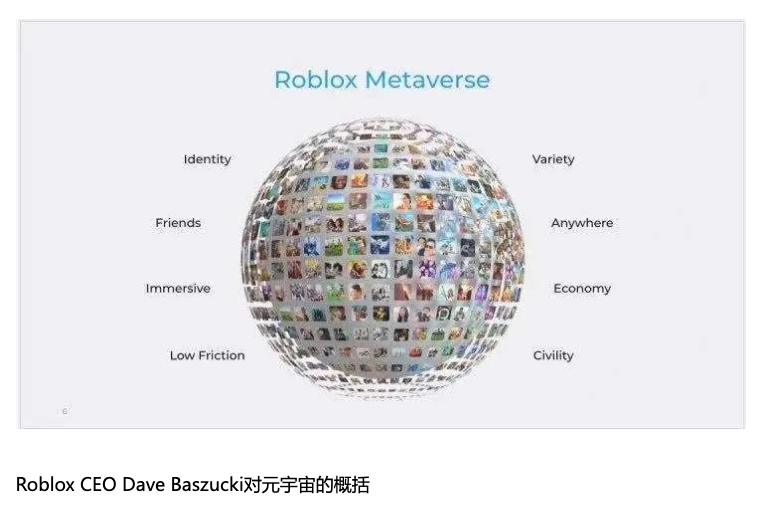 Roblox Metaverse
Identity
Variety
Friends
Anywhere
Immersive
Economy
Low Friction
Civility
6
Roblox CEO Dave Baszucki对元宇宙的概括